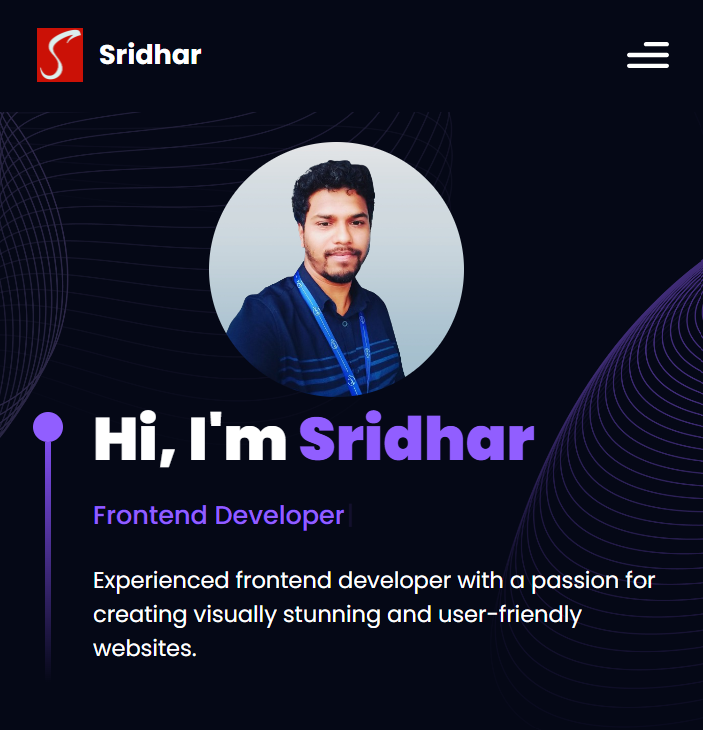 S Sridhar
Hi, I'm Sridhar
Frontend Developer
Experienced frontend developer with a passion for
creating visually stunning and user-friendly
websites.